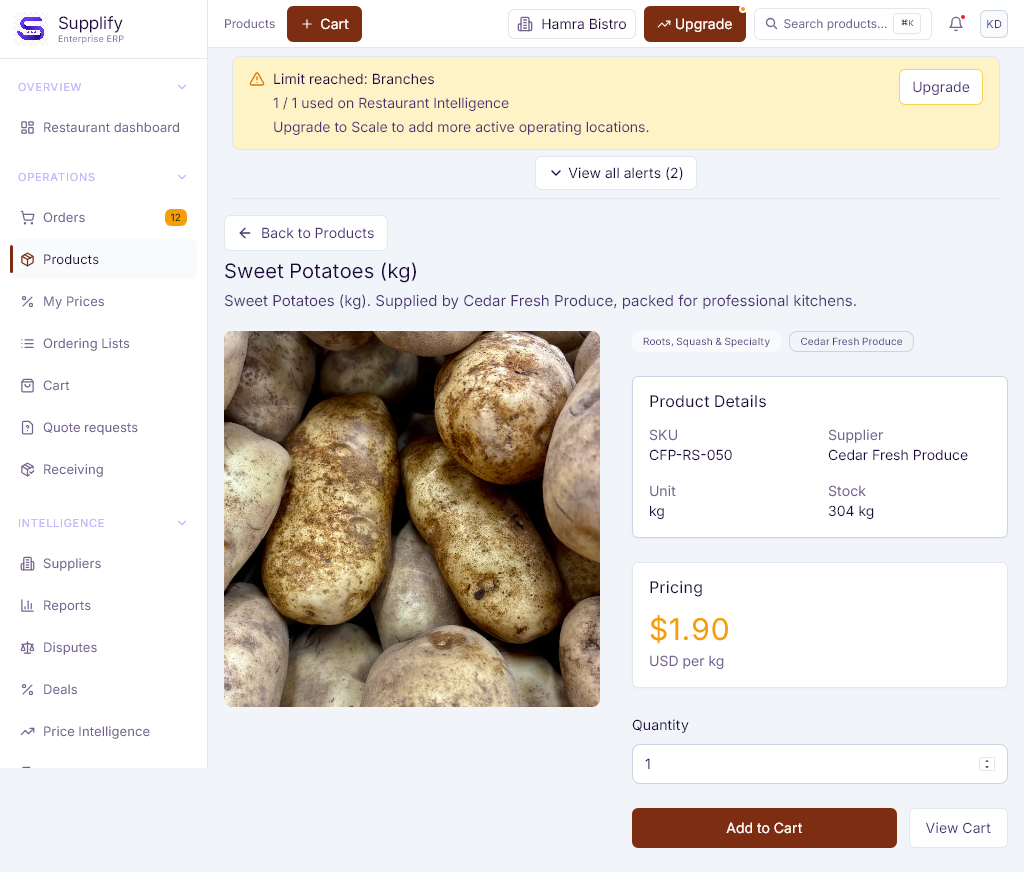 Supplify
Enterprise ERP
Products
+ Cart
Hamra Bistro
Upgrade
Search products...
⌘K
KD
OVERVIEW
Restaurant dashboard
OPERATIONS
Orders
12
Products
My Prices
Ordering Lists
Cart
Quote requests
Receiving
INTELLIGENCE
Suppliers
Reports
Disputes
Deals
Price Intelligence
Limit reached: Branches
1 / 1 used on Restaurant Intelligence
Upgrade to Scale to add more active operating locations.
Upgrade
View all alerts (2)
Back to Products
Sweet Potatoes (kg)
Sweet Potatoes (kg). Supplied by Cedar Fresh Produce, packed for professional kitchens.
Roots, Squash & Specialty
Cedar Fresh Produce
Product Details
SKU
CFP-RS-050
Supplier
Cedar Fresh Produce
Unit
kg
Stock
304 kg
Pricing
$1.90
USD per kg
Quantity
1
Add to Cart
View Cart